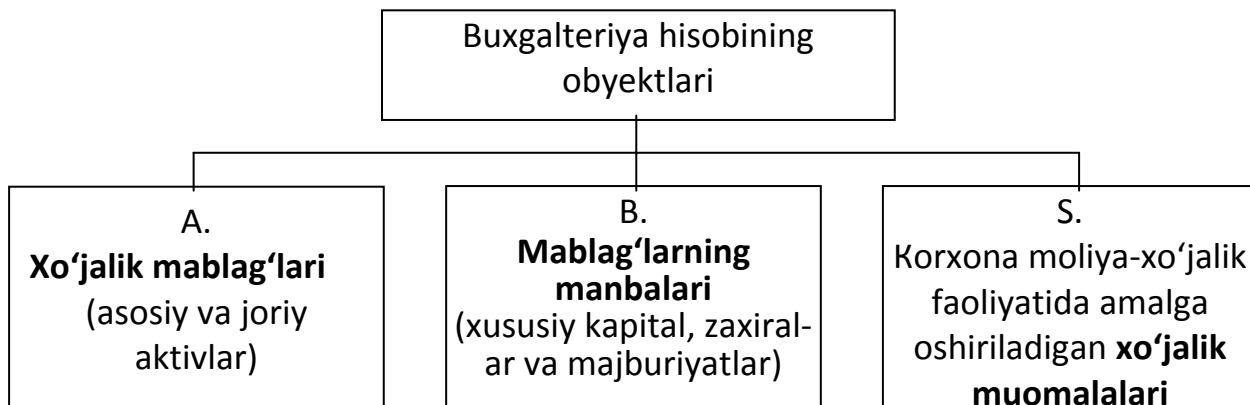 Buxgalteriya hisobining
obyektlari
A.
Xo‘jalik mablag‘lari
(asosiy va joriy
aktivlar)
B.
Mablag‘larning
manbalari
(xususiy kapital, zaxiral-
ar va majburiyatlar)
S.
Korxona moliya-xo‘jalik
faoliyatida amalga
oshiriladigan xo‘jalik
muomalalari